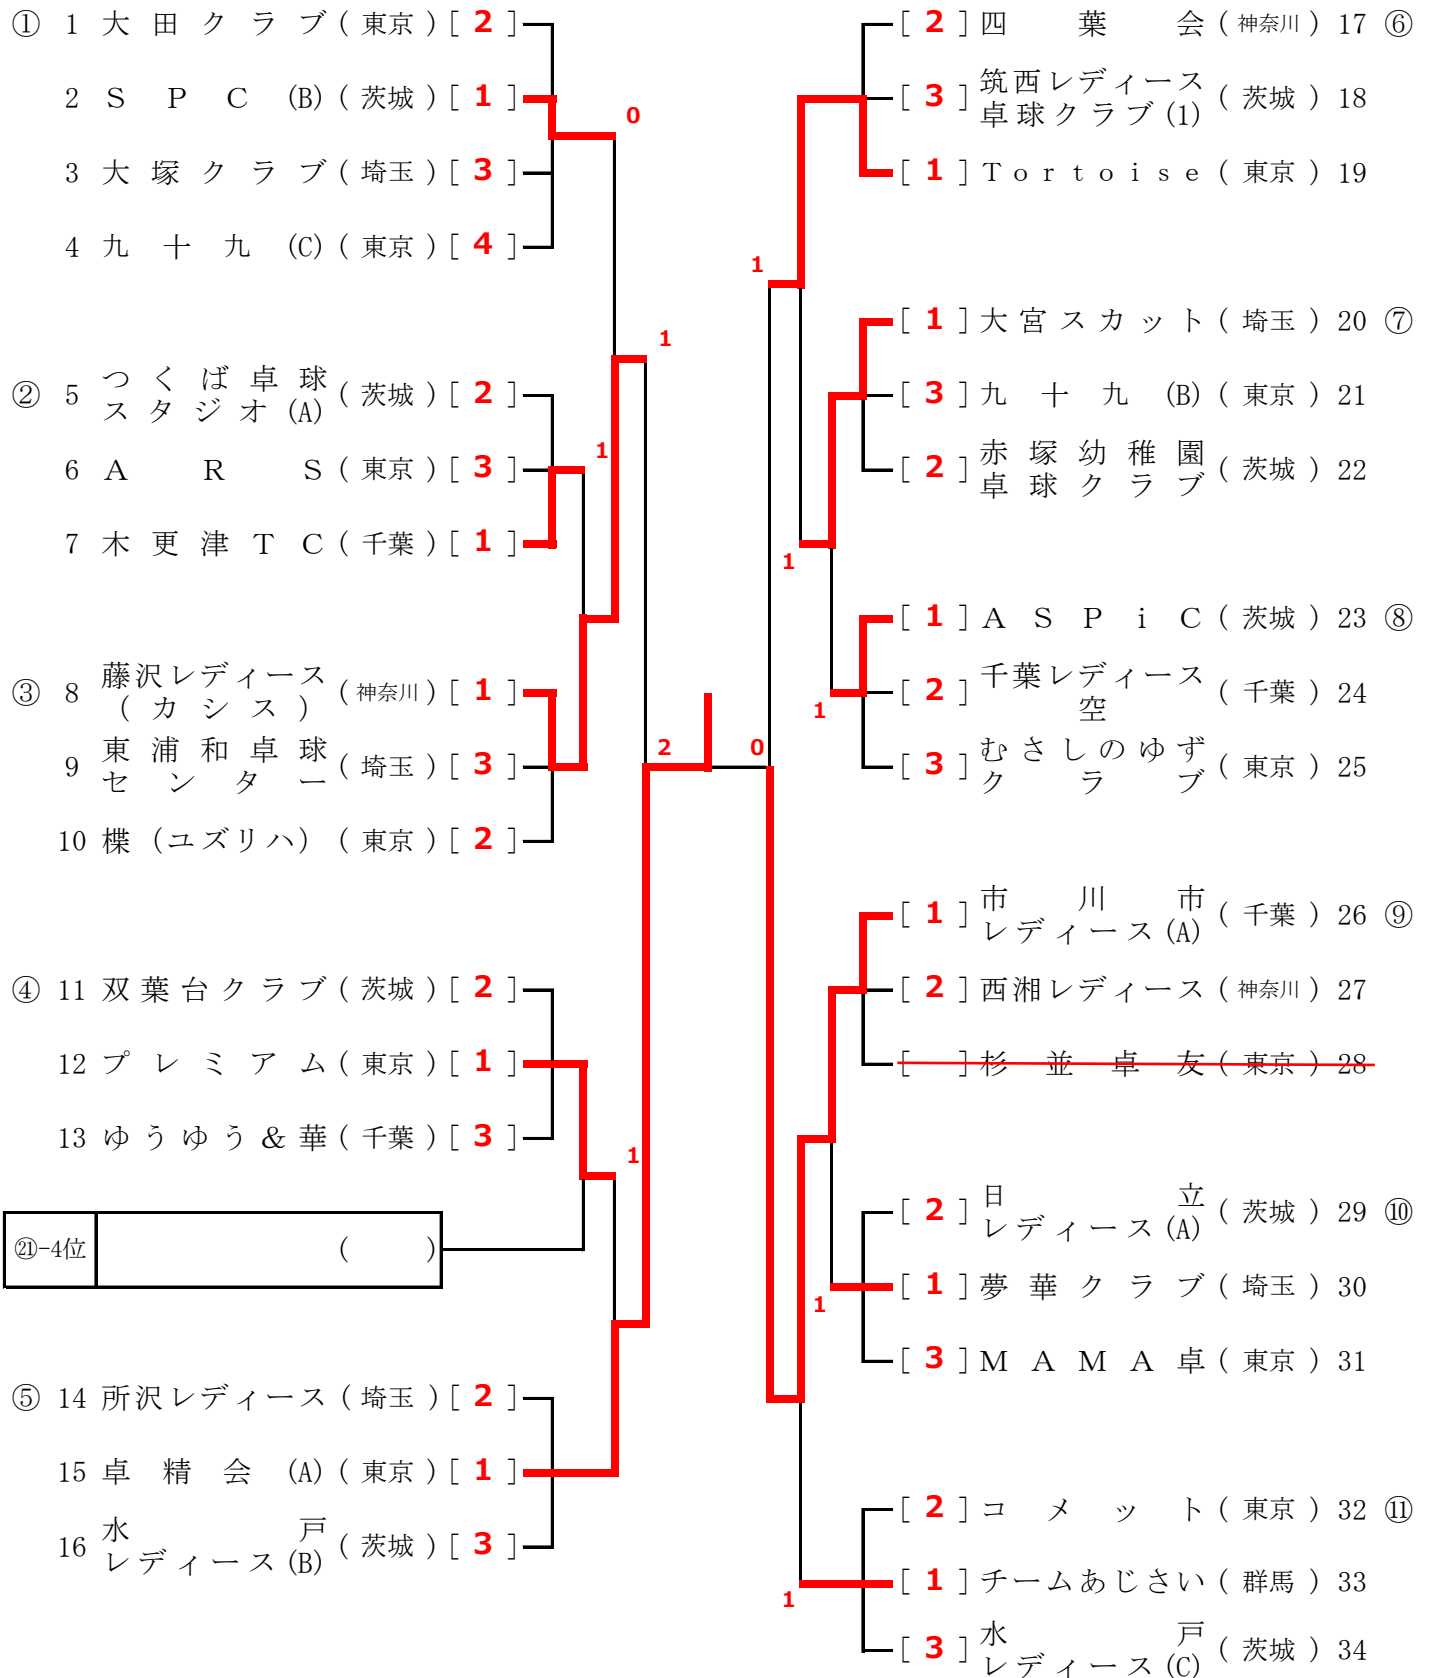 ① 1 大田クラブ (東京) [2]
2 ＳＰＣ (B) (茨城) [1]
0
3 大塚クラブ (埼玉) [3]
4 九十九 (C) (東京) [4]
1
② 5 つくば卓球
スタジオ(A) (茨城) [2]
1
6 ＡＲＳ (東京) [3]
7 木更津ＴＣ (千葉) [1]
③ 8 藤沢レディース
(カシス) (神奈川) [1]
9 東浦和卓球
センター (埼玉) [3]
2
10 楪 (ユズリハ) (東京) [2]
④ 11 双葉台クラブ (茨城) [2]
12 プレミアム (東京) [1]
13 ゆうゆう＆華 (千葉) [3]
1
㉑-4位 ( )
⑤ 14 所沢レディース (埼玉) [2]
15 卓精会 (A) (東京) [1]
16 水戸
レディース(B) (茨城) [3]
[2] 四葉会 (神奈川) 17 ⑥
[3] 筑西レディース
卓球クラブ(1) (茨城) 18
[1] Ｔｏｒｔｏｉｓｅ (東京) 19
1
[1] 大宮スカット (埼玉) 20 ⑦
[3] 九十九 (B) (東京) 21
[2] 赤塚幼稚園
卓球クラブ (茨城) 22
1
[1] ＡＳＰｉＣ (茨城) 23 ⑧
[2] 千葉レディース
空 (千葉) 24
1
0
[3] むさしのゆず
クラブ (東京) 25
[1] 市川市
レディース(A) (千葉) 26 ⑨
[2] 西湘レディース (神奈川) 27
[ ] 杉並卓友 (東京) 28
[2] 日立
レディース(A) (茨城) 29 ⑩
[1] 夢華クラブ (埼玉) 30
1
[3] ＭＡＭＡ卓 (東京) 31
[2] コメット (東京) 32 ⑪
[1] チームあじさい (群馬) 33
1
[3] 水戸
レディース(C) (茨城) 34